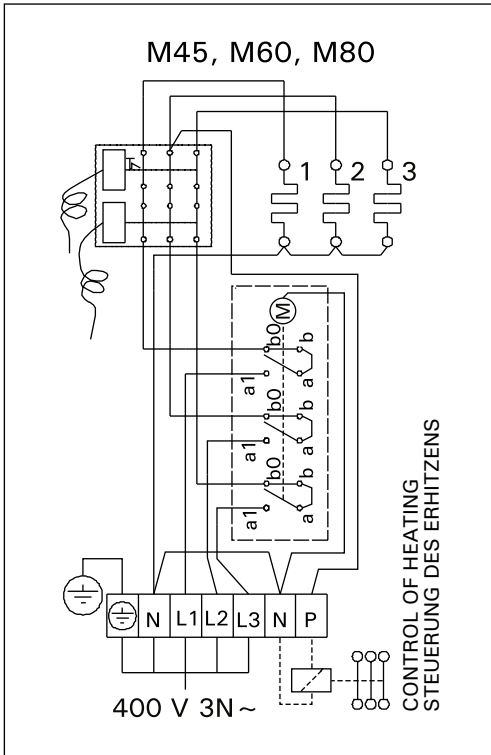 M45, M60, M80
1 2 3
M
b0 b
a1 a
b0 b
a1 a
b0 b
a1 a
N L1 L2 L3 N P
400 V 3N ~
CONTROL OF HEATING
STEUERUNG DES ERHITZENS